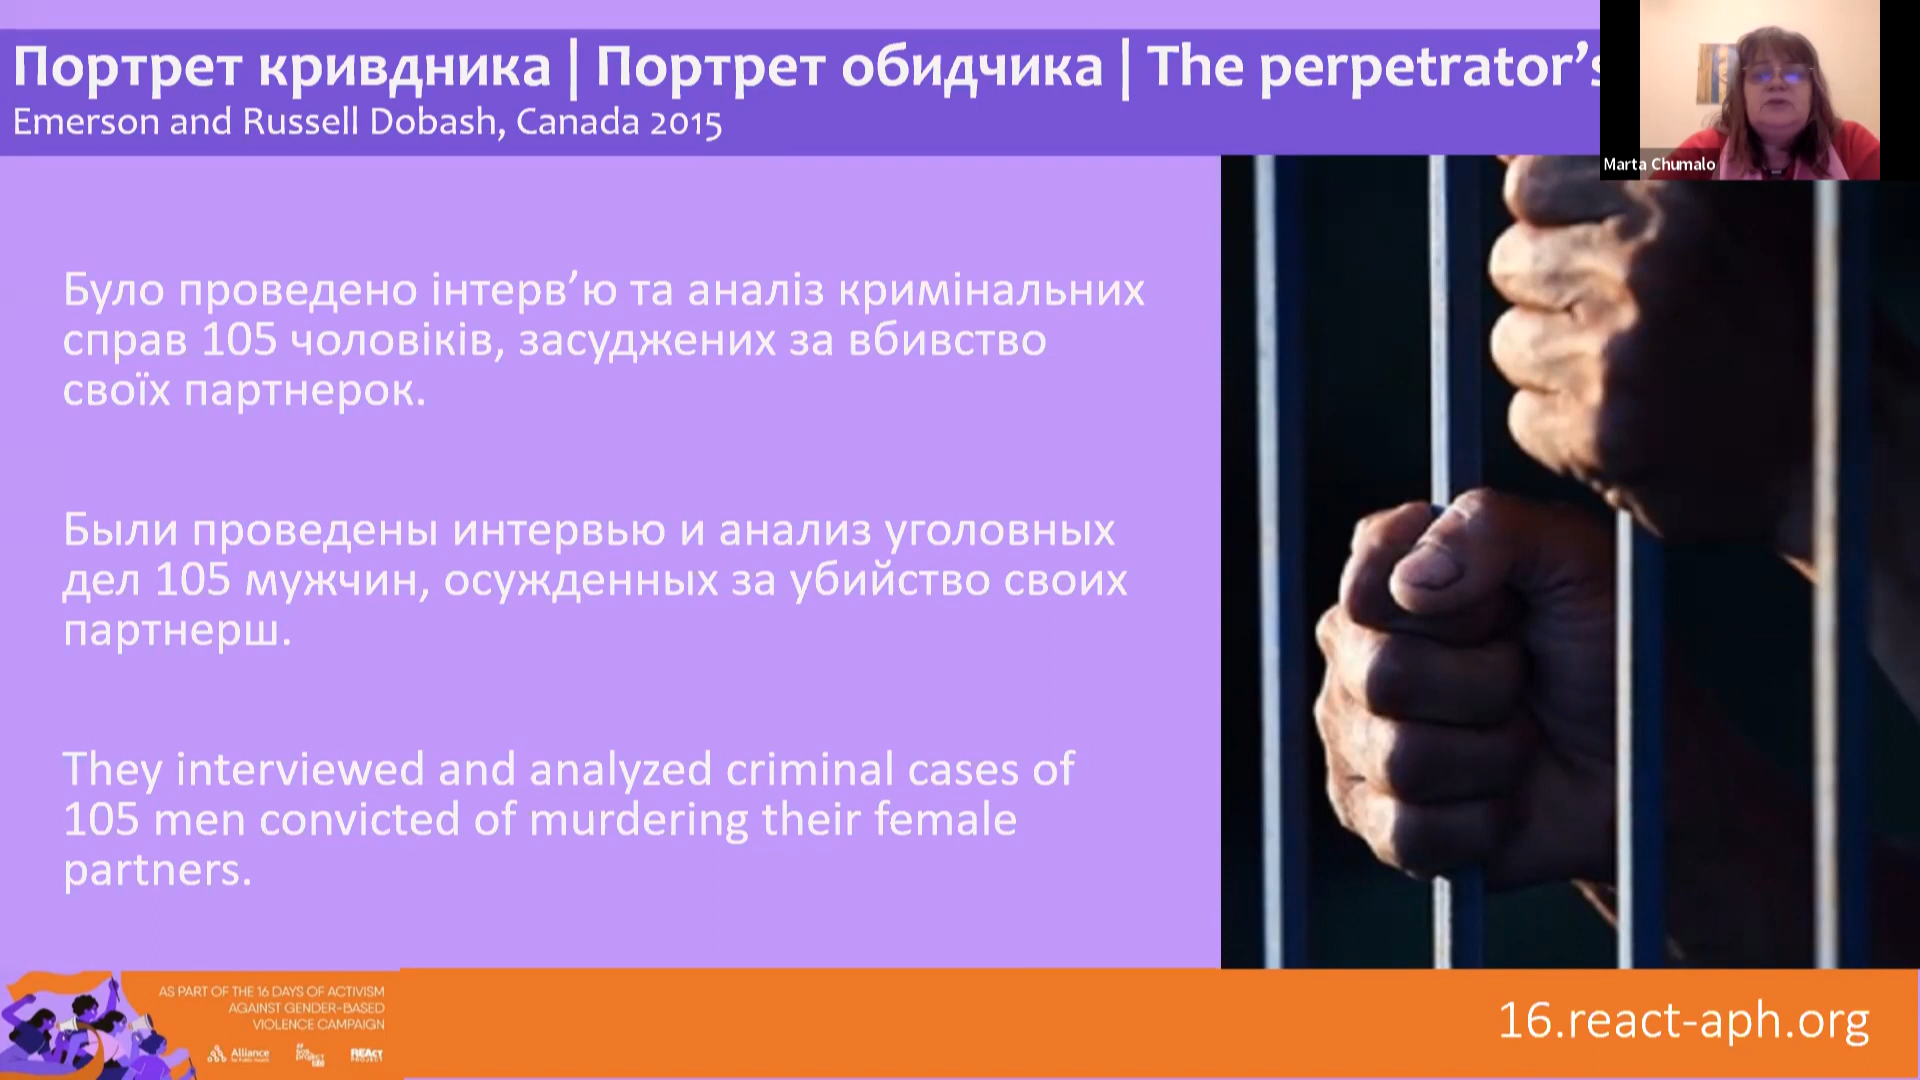 Портрет кривдника | Портрет обидчика | The perpetrator’s
Emerson and Russell Dobash, Canada 2015
Marta Chumalo
Було проведено інтерв’ю та аналіз кримінальних
справ 105 чоловіків, засуджених за вбивство
своїх партнерок.
Были проведены интервью и анализ уголовных
дел 105 мужчин, осужденных за убийство своих
партнерш.
They interviewed and analyzed criminal cases of
105 men convicted of murdering their female
partners.
AS PART OF THE 16 DAYS OF ACTIVISM
AGAINST GENDER-BASED
VIOLENCE CAMPAIGN
Alliance
REAct
16.react-aph.org